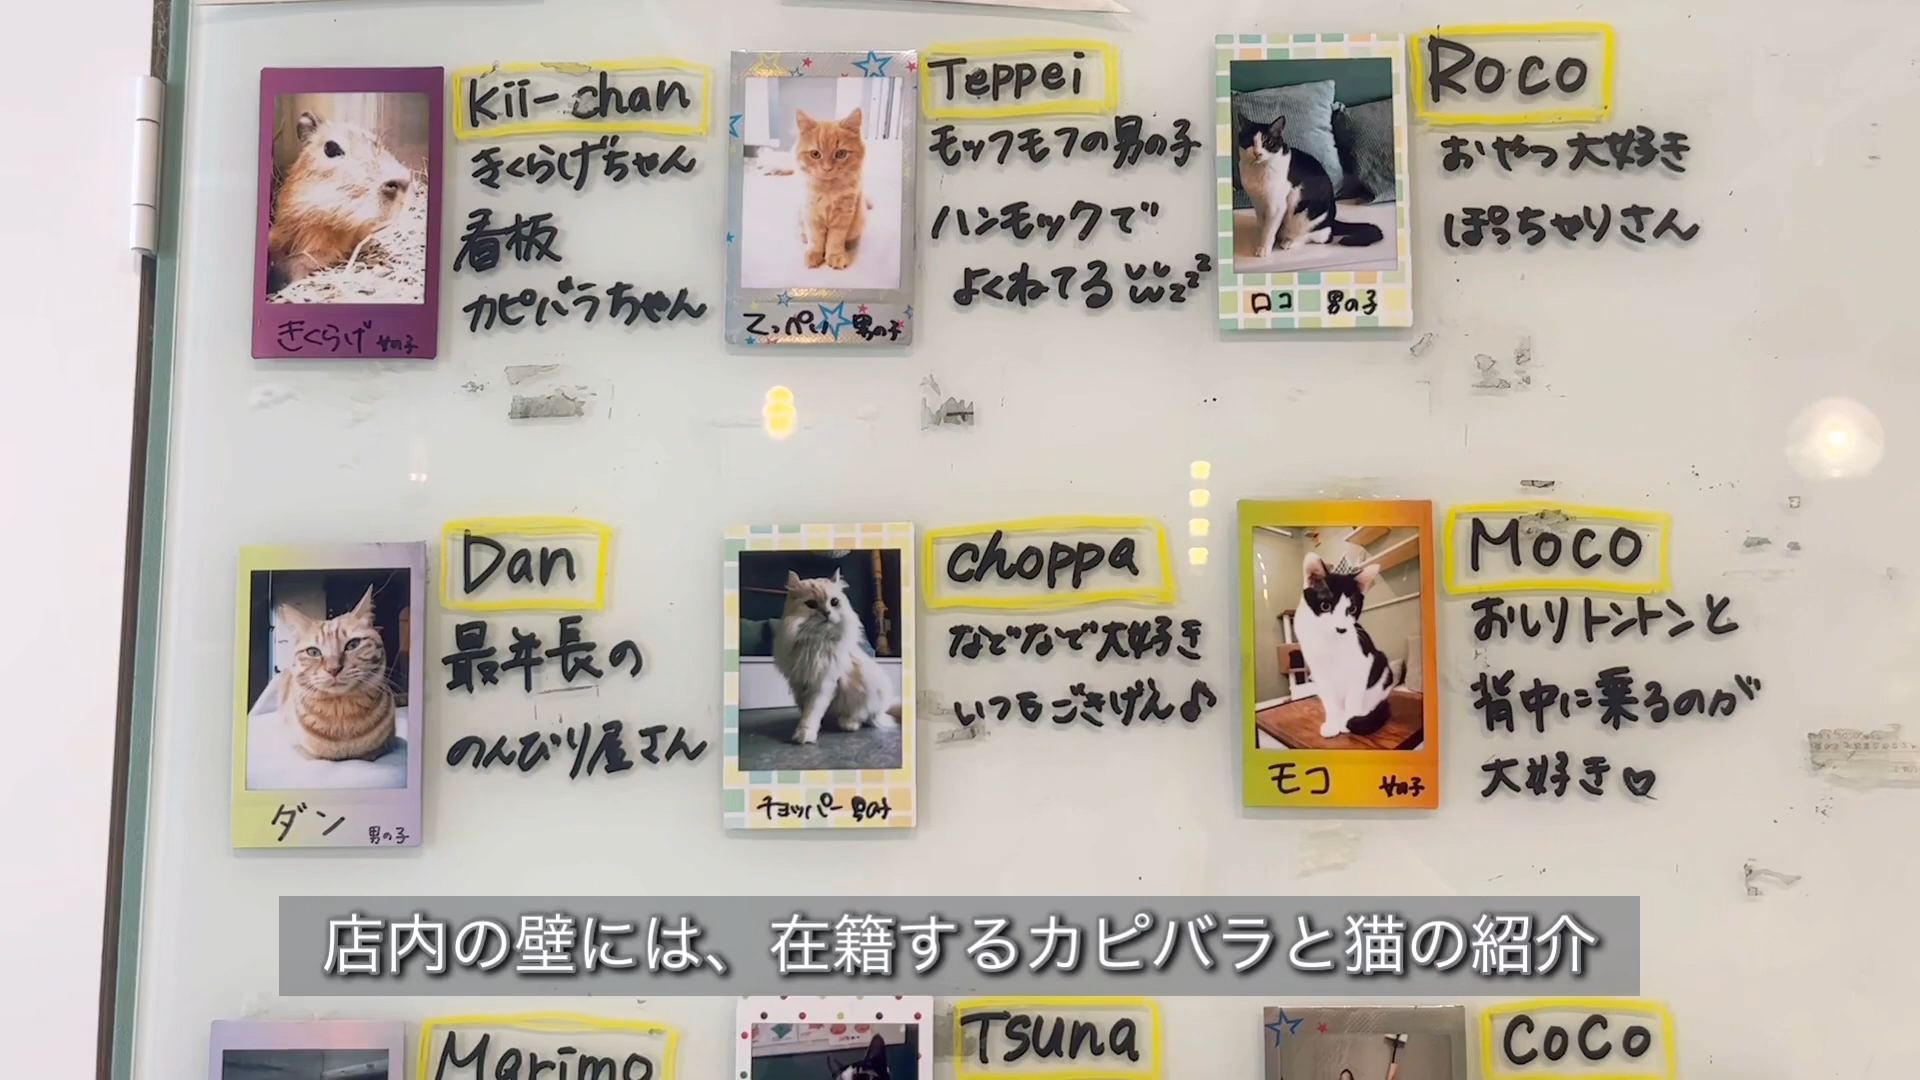 Kii-chan
きくらげちゃん
看板
カピバラちゃん
きくらげ 女の子
Teppei
モッフモフの男の子
ハンモックで
よくねてる
zzz
てっぺい 男の子
Roco
おやつ大好き
ぽっちゃりさん
ロコ 男の子
Dan
最年長の
のんびり屋さん
ダン 男の子
choppa
なでなで大好き
いつもごきげん♪
チョッパー 男の子
Moco
おしりトントンと
背中に乗るのが
大好き♡
モコ 女の子
店内の壁には、在籍するカピバラと猫の紹介
Marimo
Tsuna
CoCo